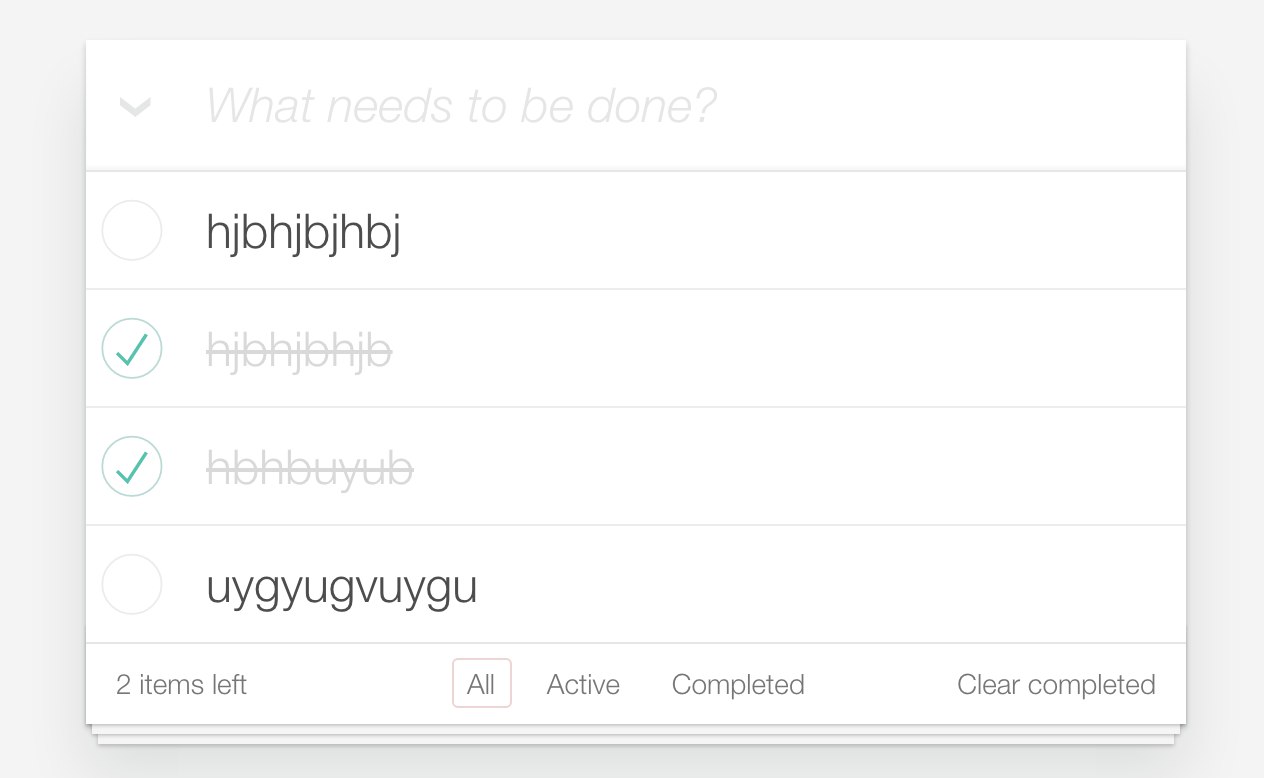 What needs to be done?
hjbhjbjhbj
hjbhjbhjb
hbhbuyub
uygyugvuygu
2 items left All Active Completed Clear completed